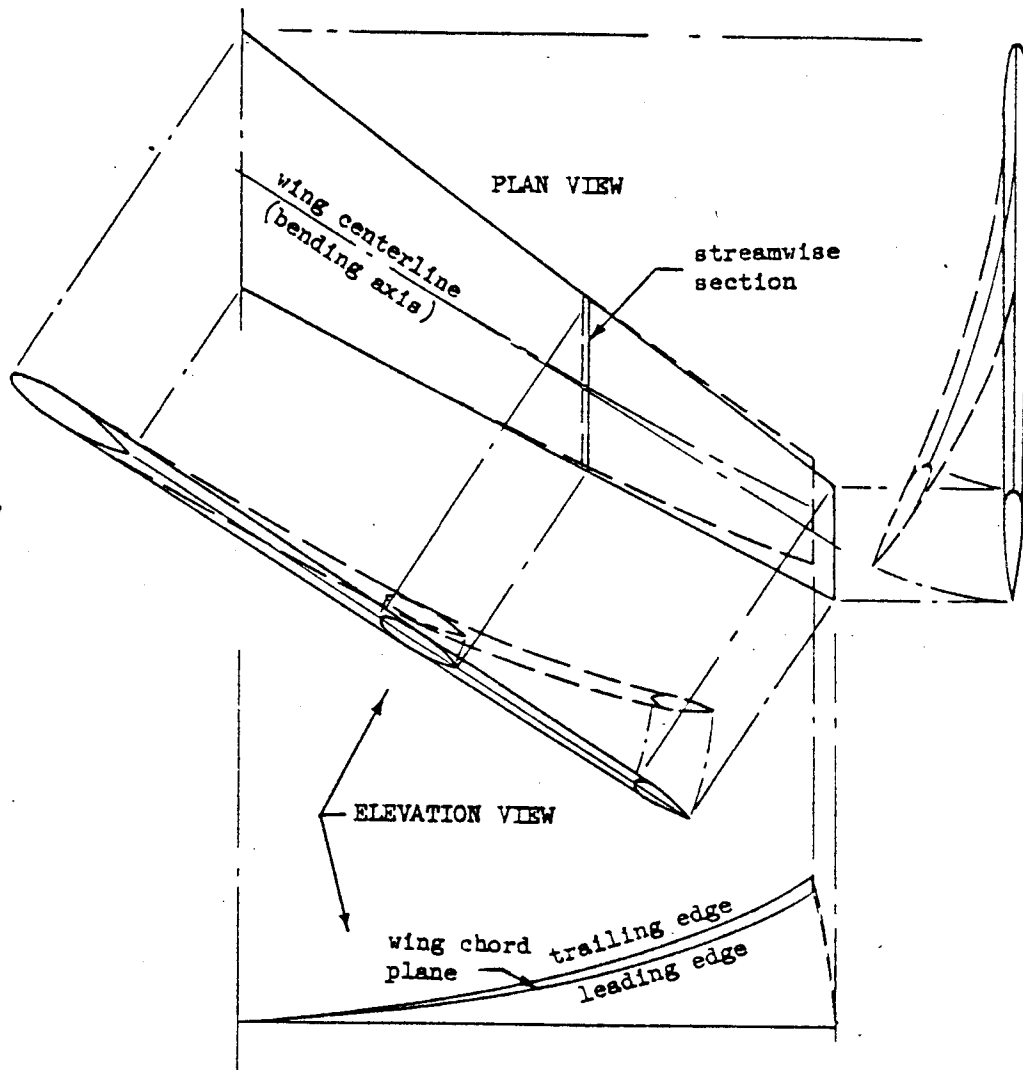 PLAN VIEW
wing centerline
(bending axis)
streamwise
section
ELEVATION VIEW
wing chord
plane
trailing edge
leading edge